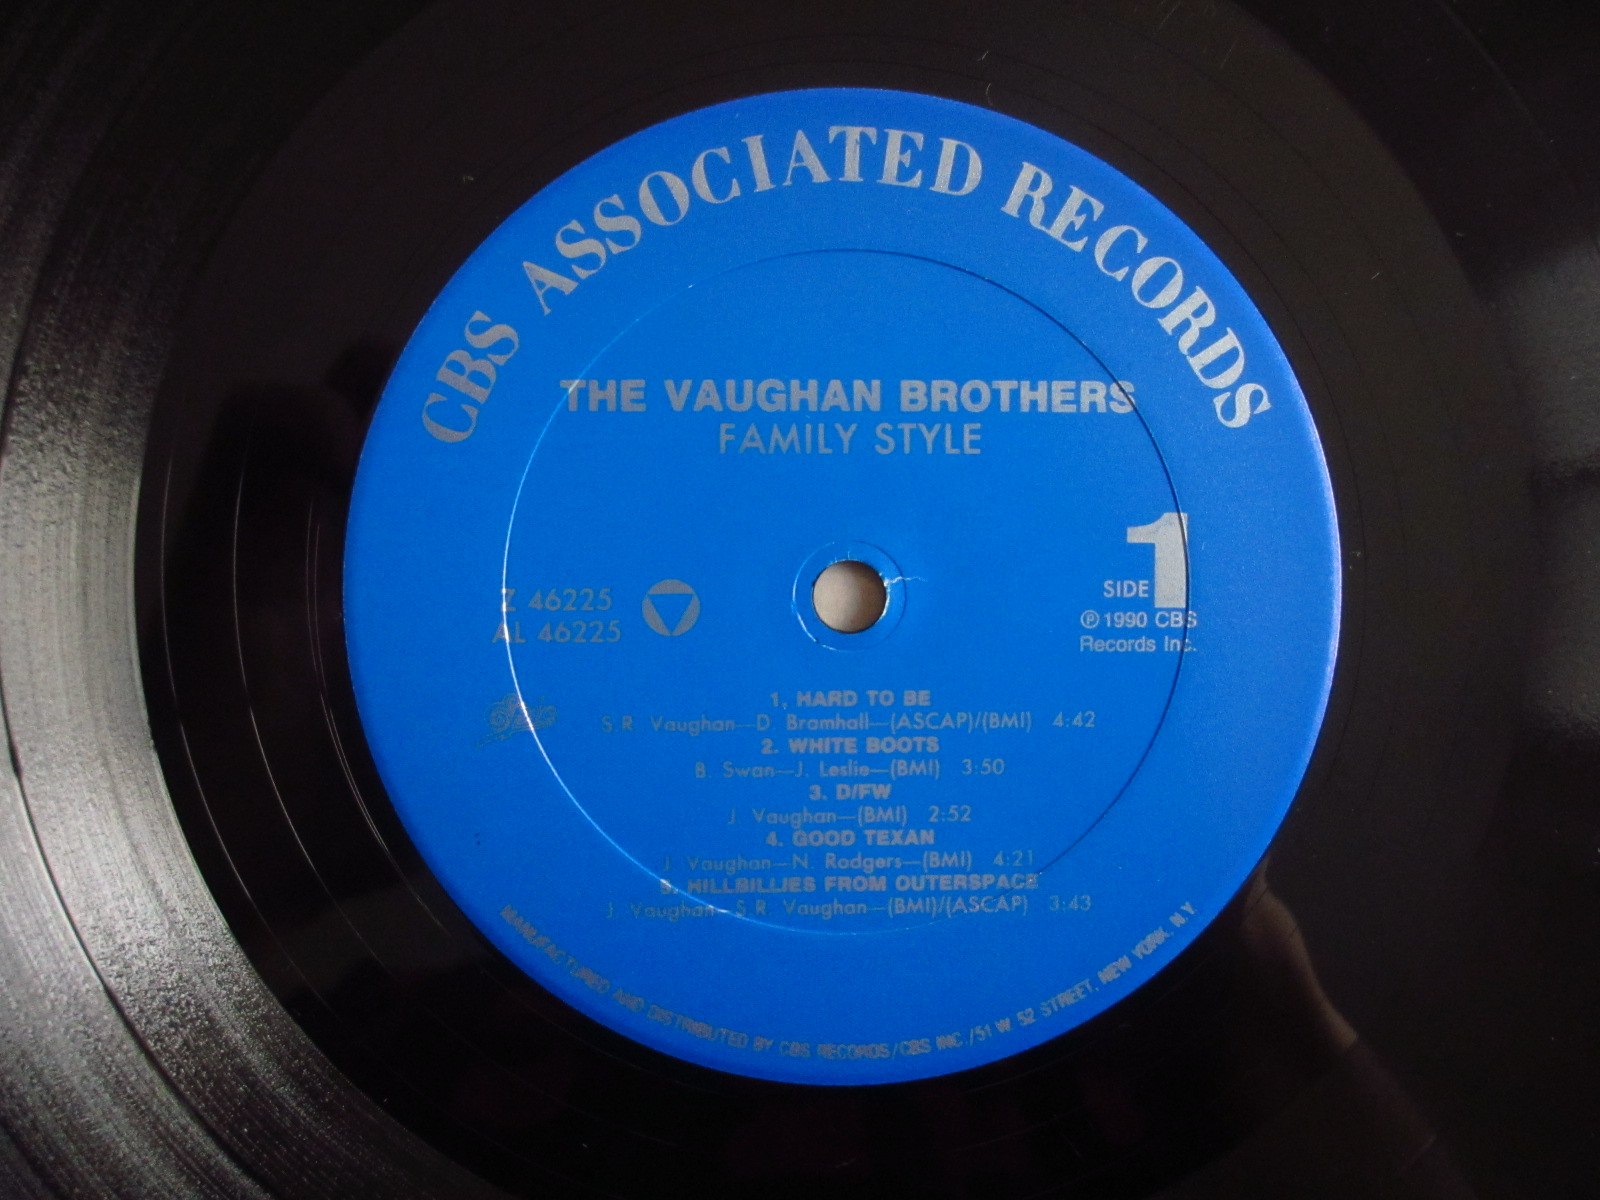 CBS ASSOCIATED RECORDS
THE VAUGHAN BROTHERS
FAMILY STYLE
Z 46225
AL 46225
SIDE 1
℗ 1990 CBS
Records Inc.
Epic
1. HARD TO BE
S.R. Vaughan—D. Bramhall—(ASCAP)/(BMI) 4:42
2. WHITE BOOTS
B. Swan—J. Leslie—(BMI) 3:50
3. D/FW
J. Vaughan—(BMI) 2:52
4. GOOD TEXAN
J. Vaughan—N. Rodgers—(BMI) 4:21
5. HILLBILLIES FROM OUTERSPACE
J. Vaughan—S.R. Vaughan—(BMI)/(ASCAP) 3:43
MANUFACTURED AND DISTRIBUTED BY CBS RECORDS/CBS INC./51 W 52 STREET, NEW YORK, N.Y.